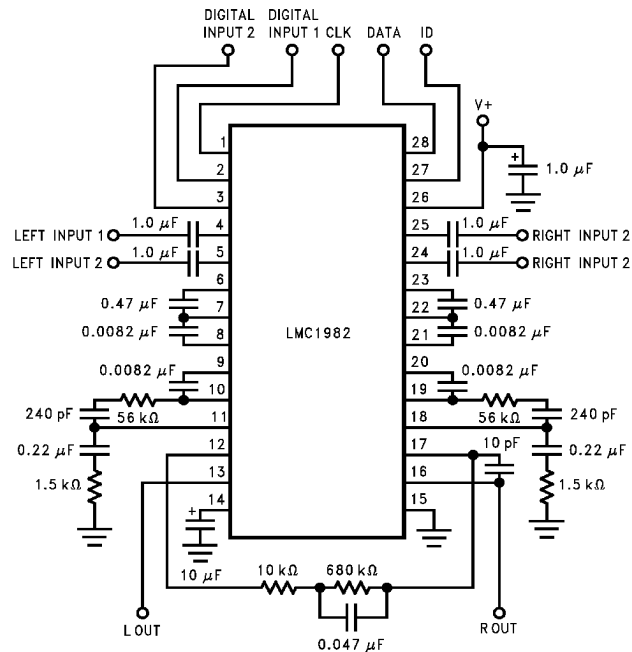 DIGITAL INPUT 2
DIGITAL INPUT 1
CLK
DATA
ID
V+
+
1.0 μF
1
28
2
27
3
26
LEFT INPUT 1
1.0 μF
4
25
1.0 μF
RIGHT INPUT 2
LEFT INPUT 2
1.0 μF
5
24
1.0 μF
RIGHT INPUT 2
6
23
0.47 μF
7
22
0.47 μF
0.0082 μF
8
LMC1982
21
0.0082 μF
0.0082 μF
9
20
0.0082 μF
10
19
240 pF
56 kΩ
11
18
56 kΩ
240 pF
0.22 μF
12
17
10 pF
0.22 μF
1.5 kΩ
13
16
1.5 kΩ
+
14
15
10 μF
10 kΩ
680 kΩ
0.047 μF
L OUT
R OUT